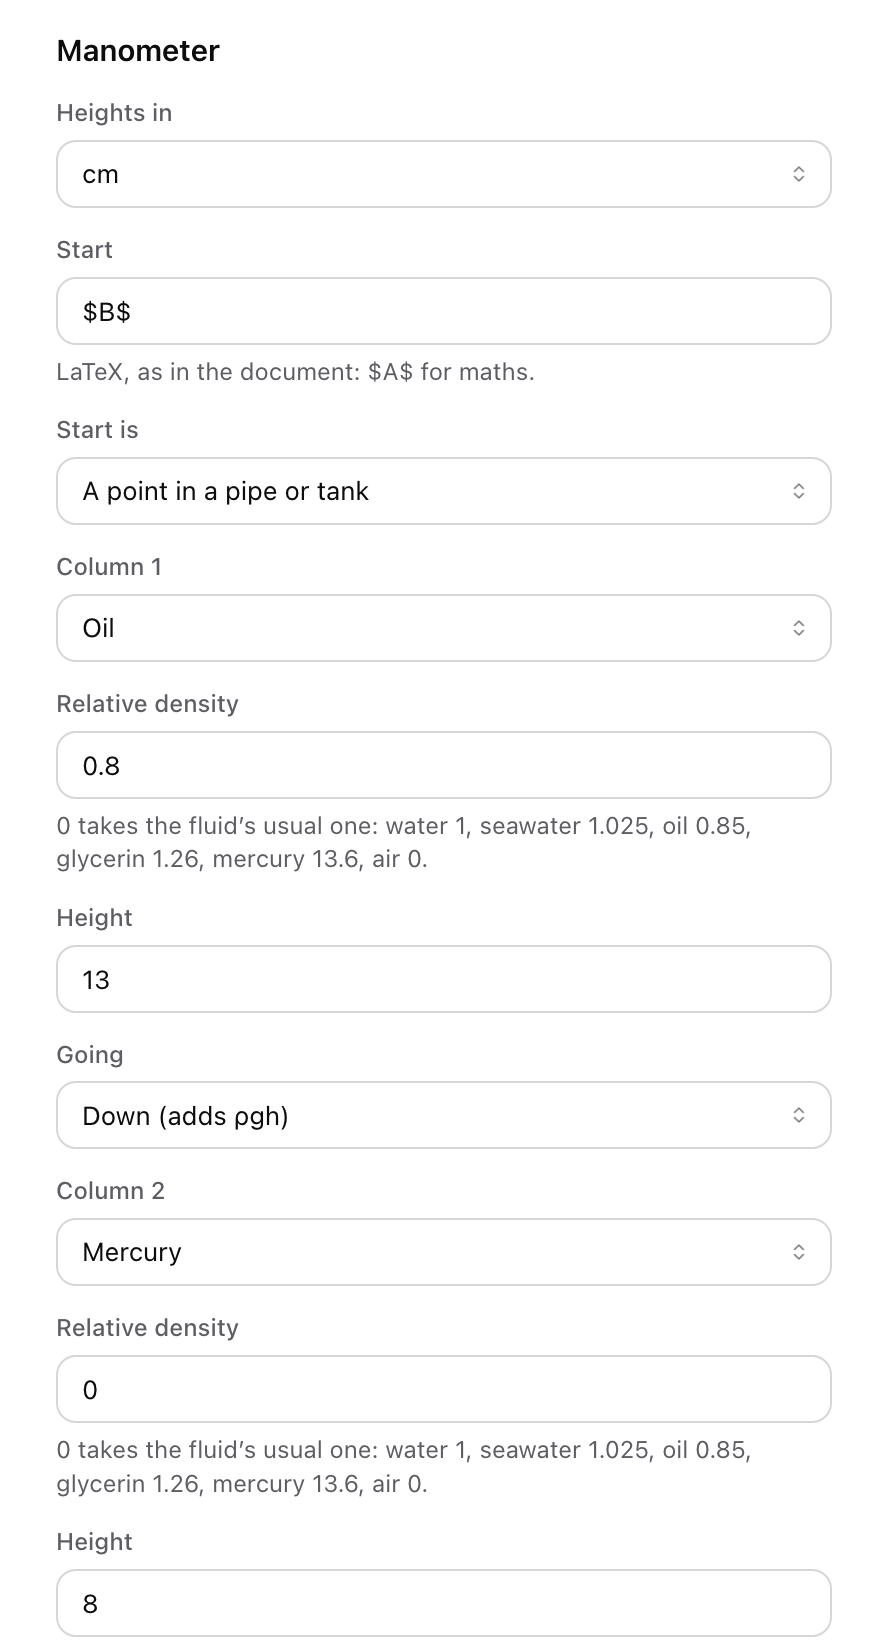 Manometer
Heights in
cm
Start
$B$
LaTeX, as in the document: $A$ for maths.
Start is
A point in a pipe or tank
Column 1
Oil
Relative density
0.8
0 takes the fluid’s usual one: water 1, seawater 1.025, oil 0.85,
glycerin 1.26, mercury 13.6, air 0.
Height
13
Going
Down (adds ρgh)
Column 2
Mercury
Relative density
0
0 takes the fluid’s usual one: water 1, seawater 1.025, oil 0.85,
glycerin 1.26, mercury 13.6, air 0.
Height
8